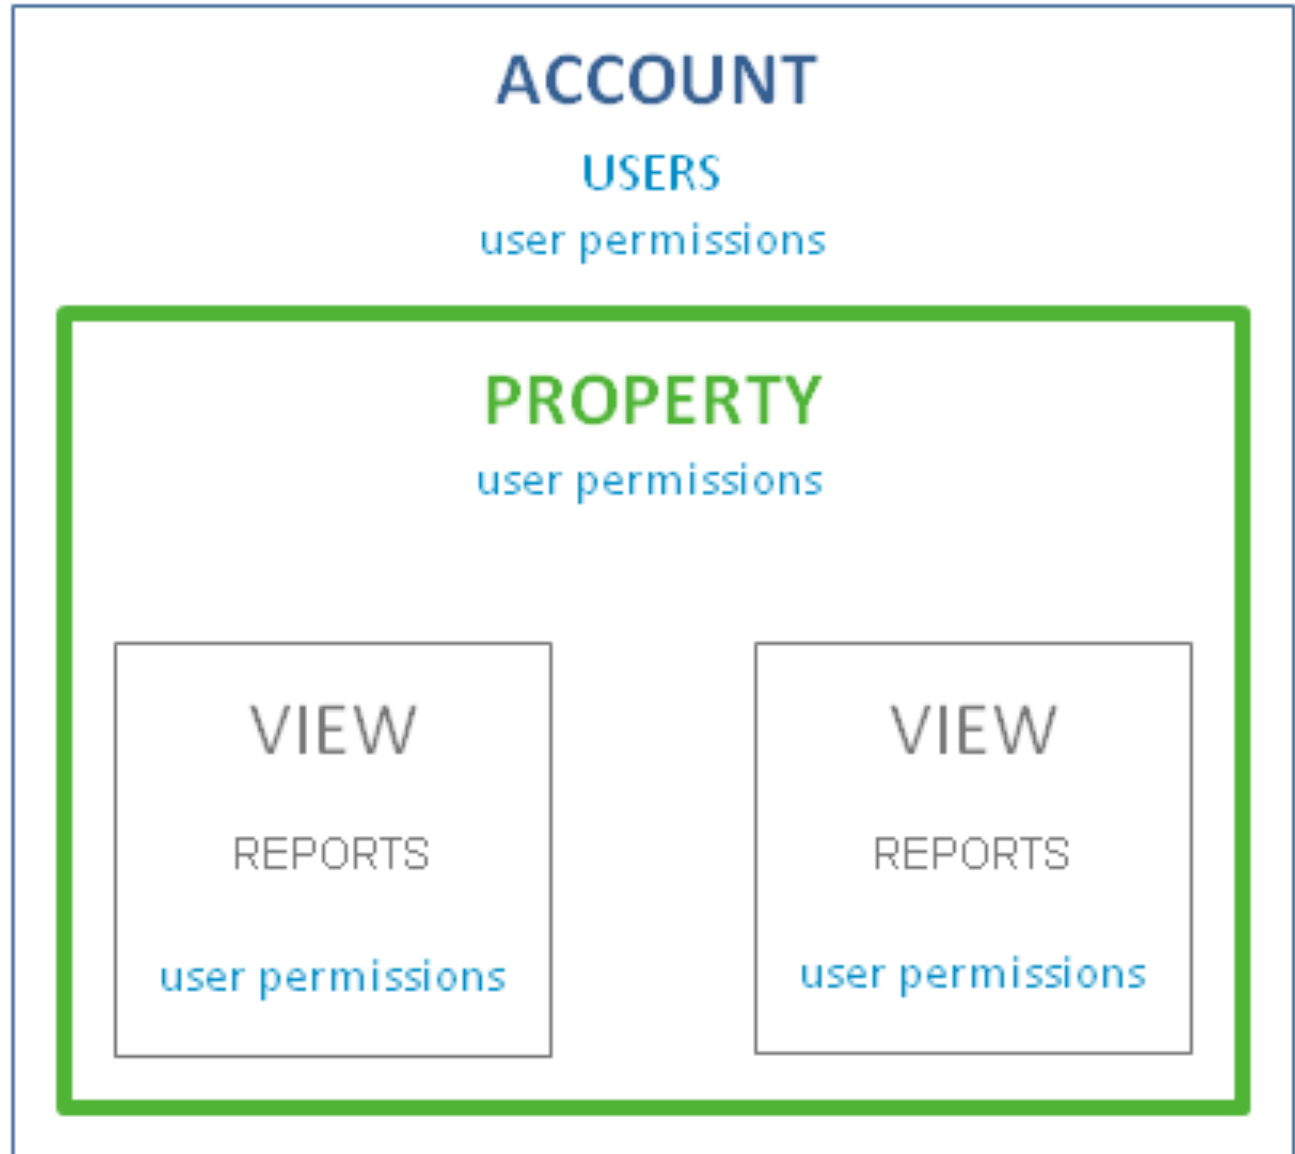 ACCOUNT
USERS
user permissions
PROPERTY
user permissions
VIEW
REPORTS
user permissions
VIEW
REPORTS
user permissions